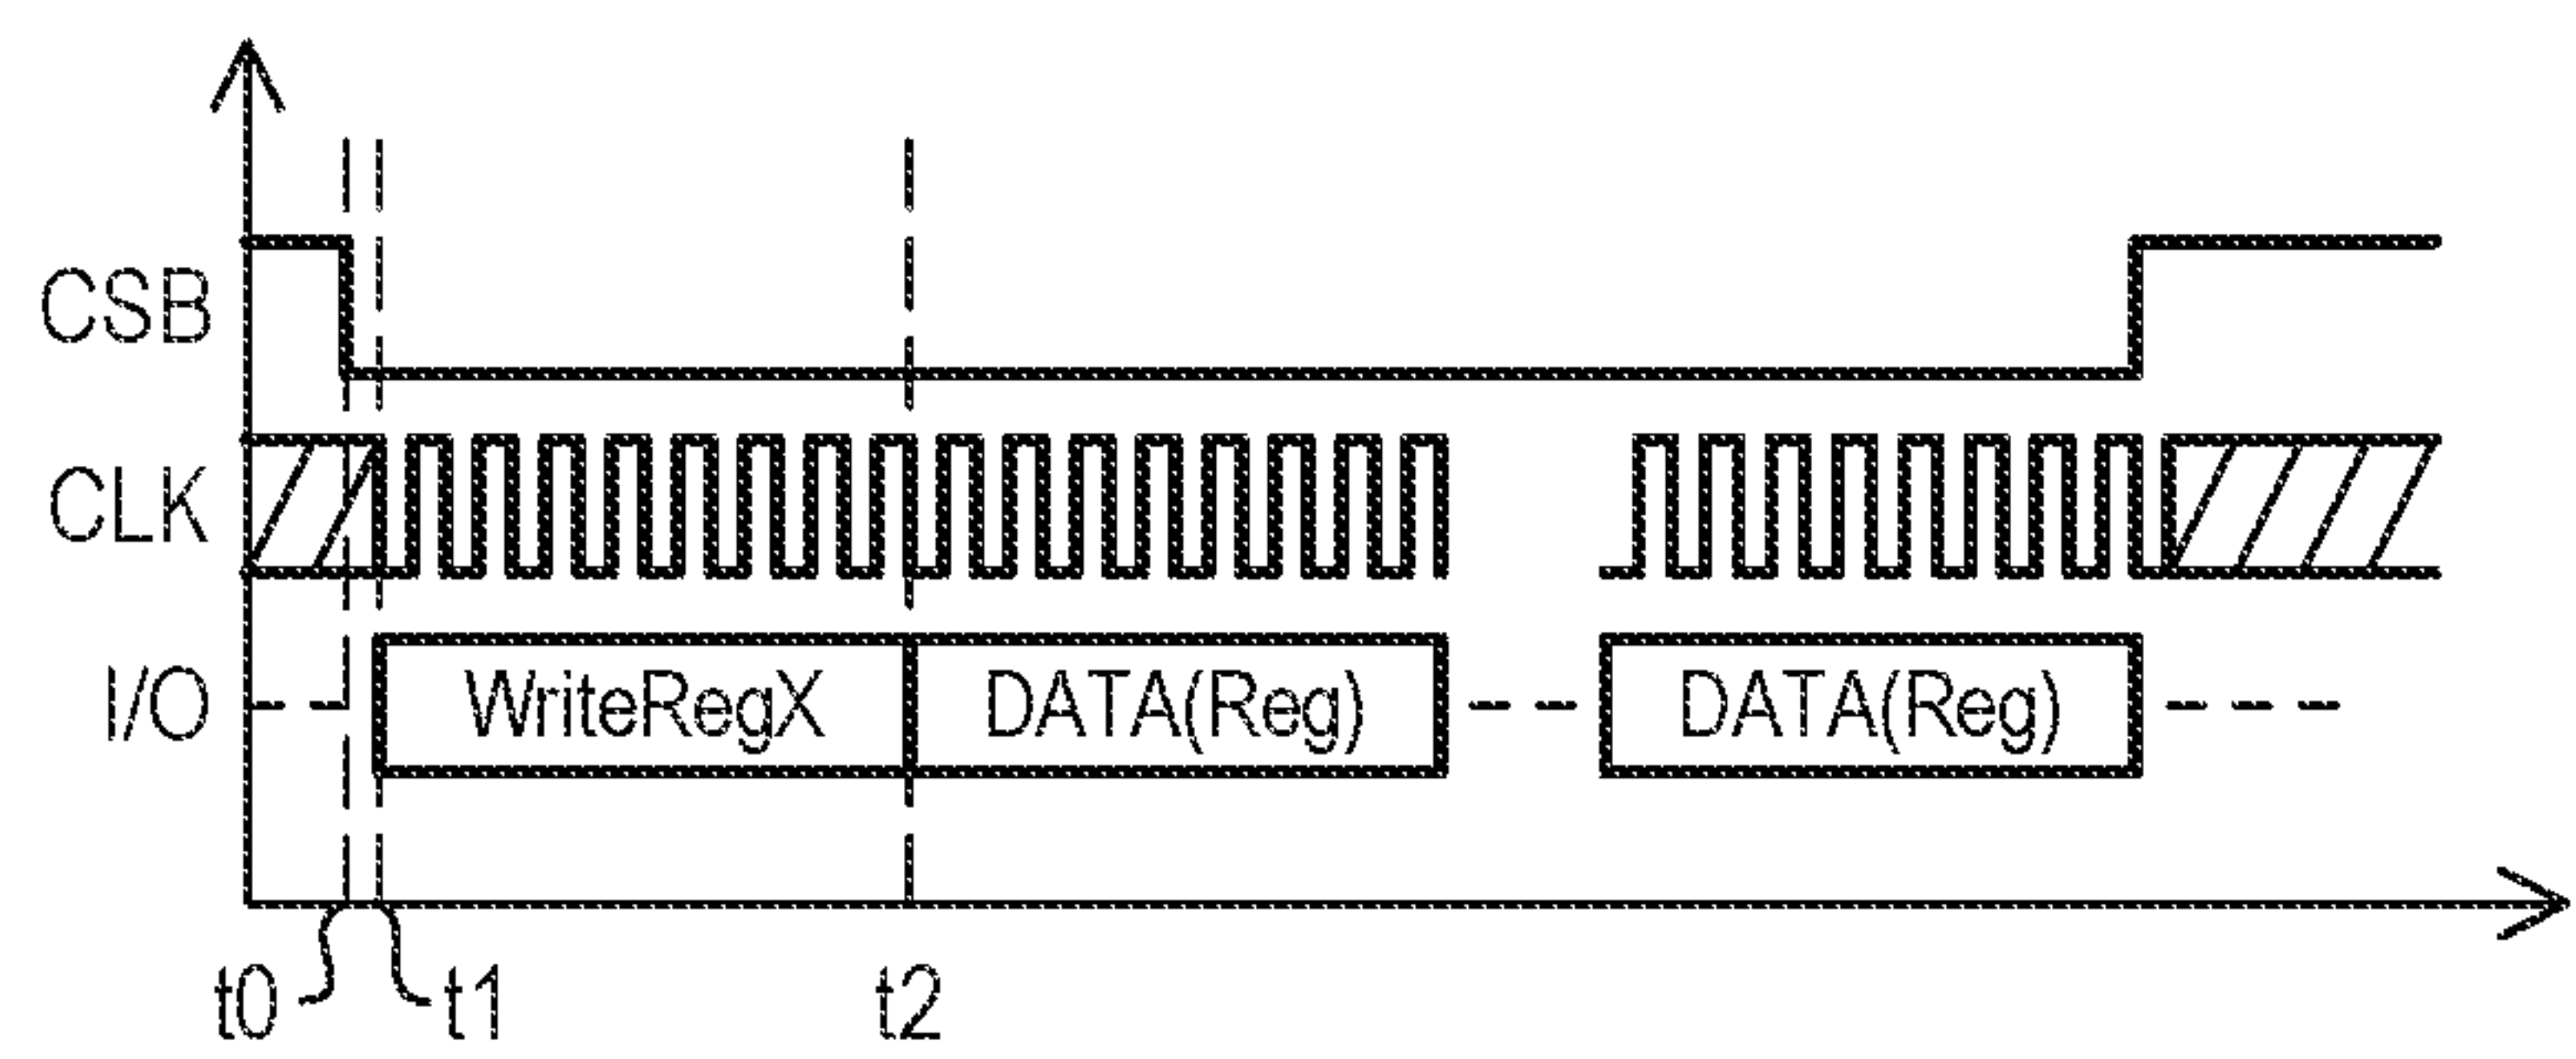 CSB
CLK
I/O WriteRegX DATA(Reg) DATA(Reg)
t0 t1 t2